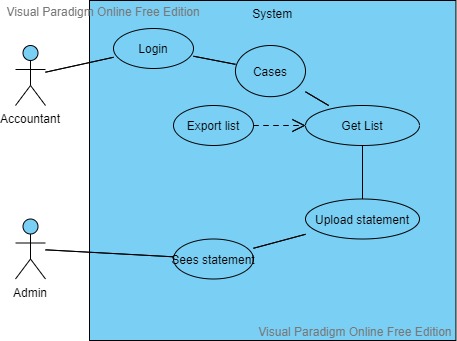 Visual Paradigm Online Free Edition
System
Login
Cases
Accountant
Export list
Get List
Upload statement
Sees statement
Admin
Visual Paradigm Online Free Edition